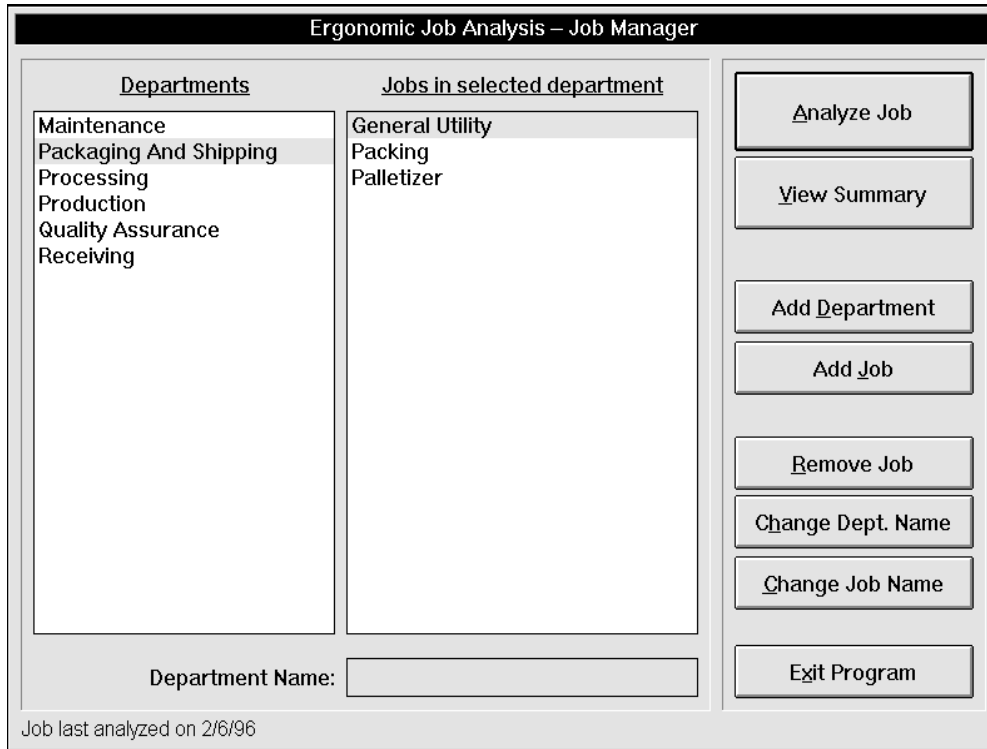 Ergonomic Job Analysis – Job Manager
Departments
Maintenance
Packaging And Shipping
Processing
Production
Quality Assurance
Receiving
Jobs in selected department
General Utility
Packing
Palletizer
Analyze Job
View Summary
Add Department
Add Job
Remove Job
Change Dept. Name
Change Job Name
Exit Program
Department Name:
Job last analyzed on 2/6/96